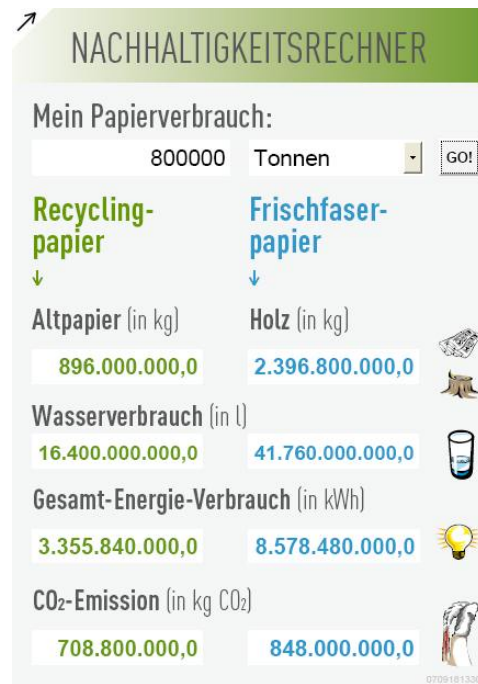 NACHHALTIGKEITSRECHNER
Mein Papierverbrauch:
800000 Tonnen GO!
Recycling- Frischfaser-
papier papier
Altpapier (in kg) Holz (in kg)
896.000.000,0 2.396.800.000,0
Wasserverbrauch (in l)
16.400.000.000,0 41.760.000.000,0
Gesamt-Energie-Verbrauch (in kWh)
3.355.840.000,0 8.578.480.000,0
CO₂-Emission (in kg CO₂)
708.800.000,0 848.000.000,0